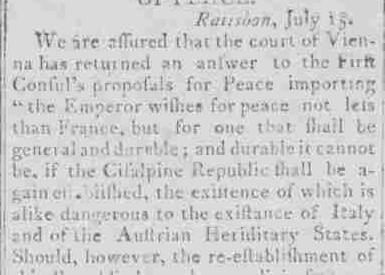 OF PEACE.
Ratisbon, July 15.
We are assured that the court of Vien-
na has returned an answer to the First
Consul's proposals for Peace importing
"the Emperor wishes for peace not less
than France, but for one that shall be
general and durable; and durable it cannot
be, if the Cisalpine Republic shall be a-
gain established, the existence of which is
alike dangerous to the existance of Italy
and of the Austrian Heriditary States.
Should, however, the re-establishment of